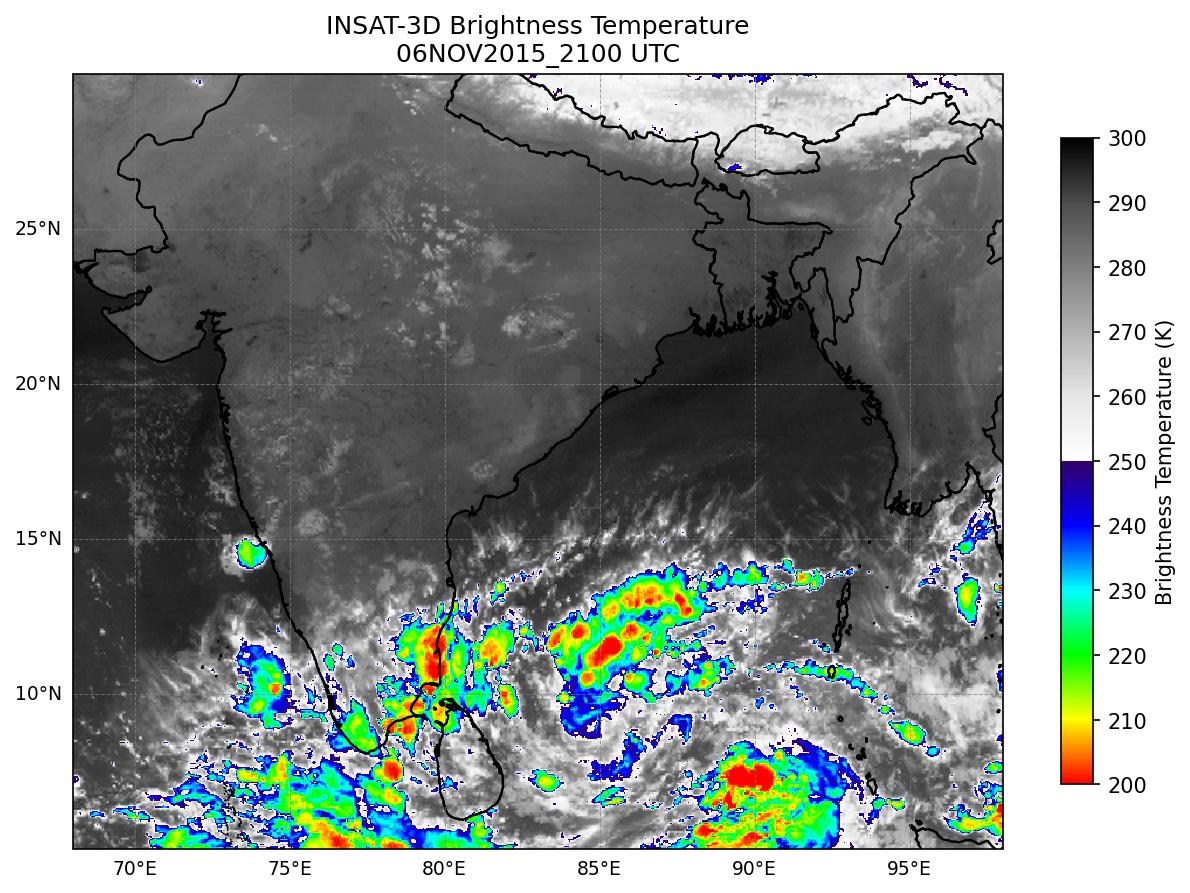 INSAT-3D Brightness Temperature
06NOV2015_2100 UTC
25°N
20°N
15°N
10°N
70°E
75°E
80°E
85°E
90°E
95°E
300
290
280
270
260
250
240
230
220
210
200
Brightness Temperature (K)